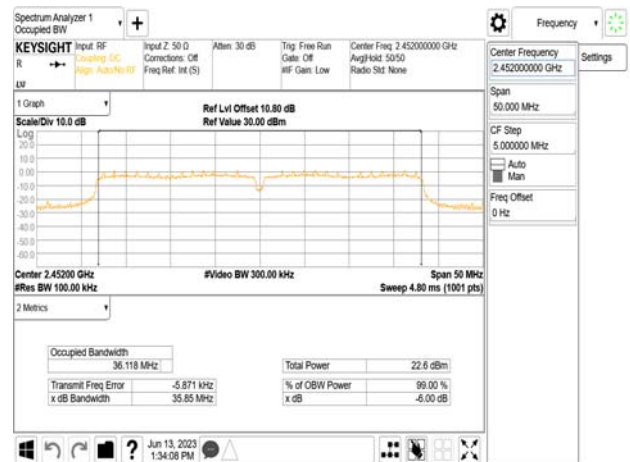 Spectrum Analyzer 1
Occupied BW
Frequency
KEYSIGHT
R
LXI
Input: RF
Coupling: DC
Align: Auto/No RF
Input Z: 50 Ω
Corrections: Off
Freq Ref: Int (S)
Atten: 30 dB
Trig: Free Run
Gate: Off
#IF Gain: Low
Center Freq: 2.452000000 GHz
Avg|Hold: 50/50
Radio Std: None
Center Frequency
2.452000000 GHz
Settings
Span
50.000 MHz
CF Step
5.000000 MHz
Auto
Man
Freq Offset
0 Hz
1 Graph
Scale/Div 10.0 dB
Ref Lvl Offset 10.80 dB
Ref Value 30.00 dBm
Log
20.0
10.0
0.00
-10.0
-20.0
-30.0
-40.0
-50.0
-60.0
Center 2.45200 GHz
#Res BW 100.00 kHz
#Video BW 300.00 kHz
Span 50 MHz
Sweep 4.80 ms (1001 pts)
2 Metrics
Occupied Bandwidth
36.118 MHz
Total Power 22.6 dBm
Transmit Freq Error -5.871 kHz
% of OBW Power 99.00 %
x dB Bandwidth 35.85 MHz
x dB -6.00 dB
Jun 13, 2023
1:34:08 PM